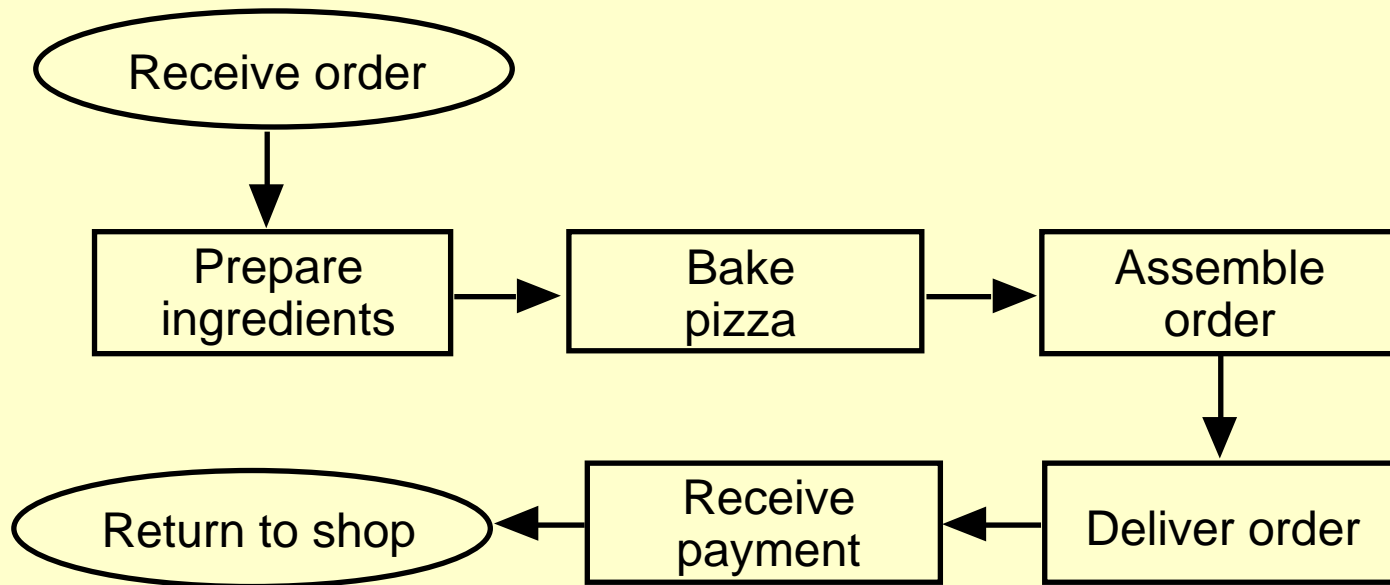 Receive order
Prepare
ingredients
Bake
pizza
Assemble
order
Deliver order
Receive
payment
Return to shop